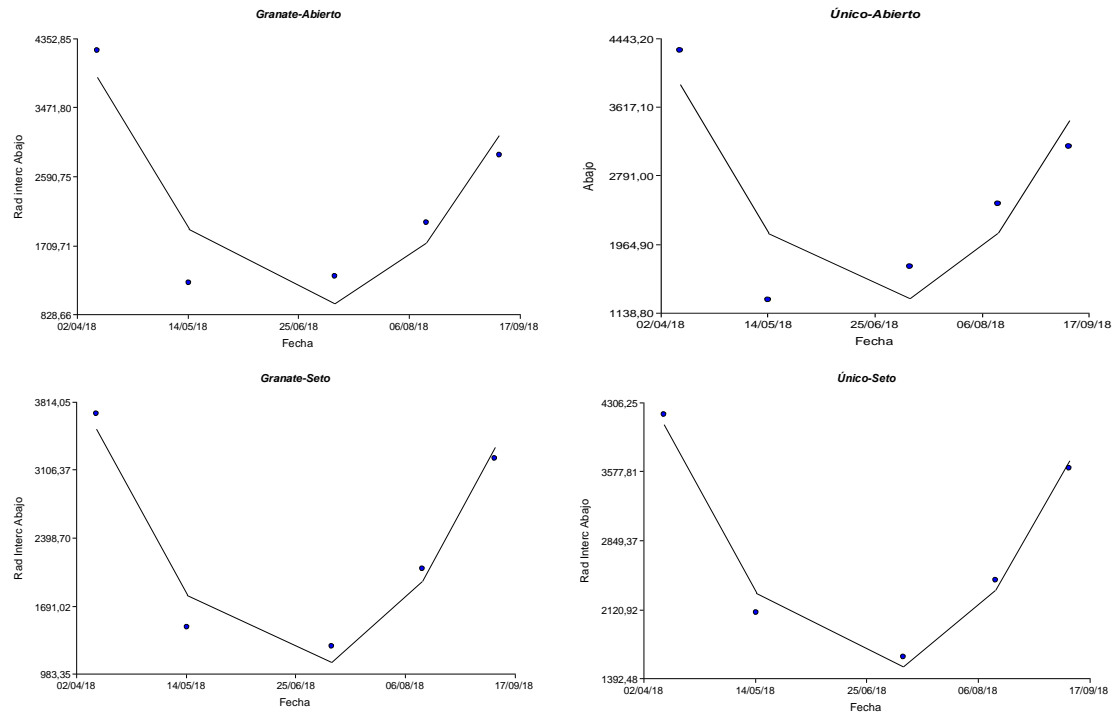 Granate-Abierto
4352,85
3471,80
2590,75
1709,71
828,66
Rad interc Abajo
02/04/18 14/05/18 25/06/18 06/08/18 17/09/18
Fecha
Único-Abierto
4443,20
3617,10
2791,00
1964,90
1138,80
Abajo
02/04/18 14/05/18 25/06/18 06/08/18 17/09/18
Fecha
Granate-Seto
3814,05
3106,37
2398,70
1691,02
983,35
Rad Interc Abajo
02/04/18 14/05/18 25/06/18 06/08/18 17/09/18
Fecha
Único-Seto
4306,25
3577,81
2849,37
2120,92
1392,48
Rad Interc Abajo
02/04/18 14/05/18 25/06/18 06/08/18 17/09/18
Fecha